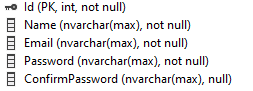 Id (PK, int, not null)
Name (nvarchar(max), not null)
Email (nvarchar(max), not null)
Password (nvarchar(max), not null)
ConfirmPassword (nvarchar(max), null)